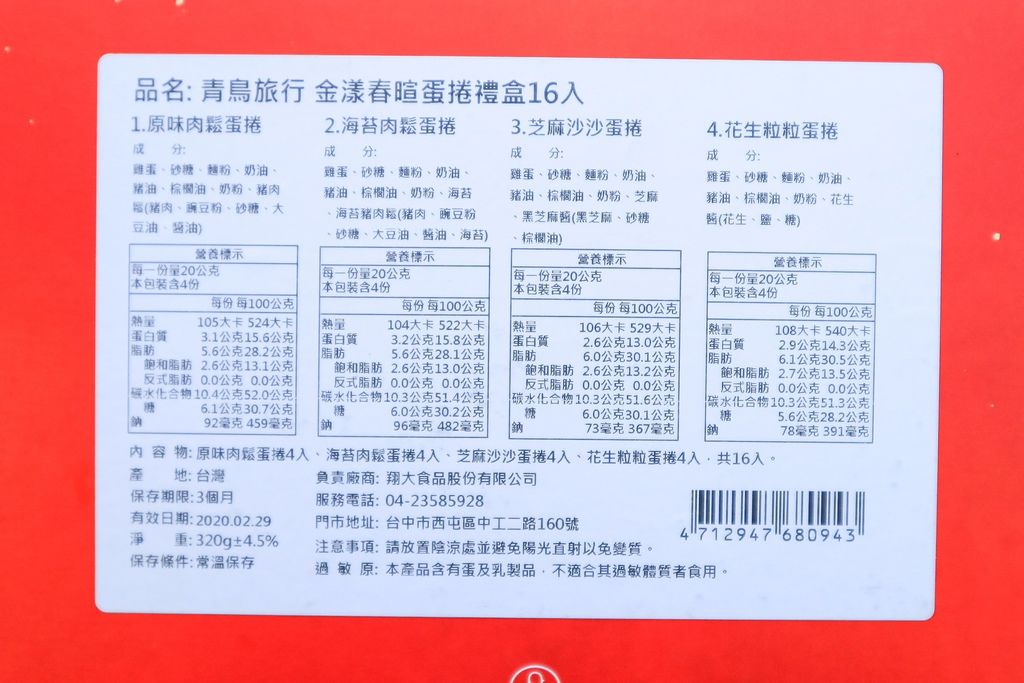 品名: 青鳥旅行 金漾春暄蛋捲禮盒16入
1.原味肉鬆蛋捲
成　分:
雞蛋、砂糖、麵粉、奶油、
豬油、棕櫚油、奶粉、豬肉
鬆(豬肉、豌豆粉、砂糖、大
豆油、醬油)
營養標示
每一份量20公克
本包裝含4份
每份 每100公克
熱量 105大卡 524大卡
蛋白質 3.1公克 15.6公克
脂肪 5.6公克 28.2公克
飽和脂肪 2.6公克 13.1公克
反式脂肪 0.0公克 0.0公克
碳水化合物 10.4公克 52.0公克
糖 6.1公克 30.7公克
鈉 92毫克 459毫克
2.海苔肉鬆蛋捲
成　分:
雞蛋、砂糖、麵粉、奶油、
豬油、棕櫚油、奶粉、海苔
、海苔豬肉鬆(豬肉、豌豆粉
、砂糖、大豆油、醬油、海苔)
營養標示
每一份量20公克
本包裝含4份
每份 每100公克
熱量 104大卡 522大卡
蛋白質 3.2公克 15.8公克
脂肪 5.6公克 28.1公克
飽和脂肪 2.6公克 13.0公克
反式脂肪 0.0公克 0.0公克
碳水化合物 10.3公克 51.4公克
糖 6.0公克 30.2公克
鈉 96毫克 482毫克
3.芝麻沙沙蛋捲
成　分:
雞蛋、砂糖、麵粉、奶油、
豬油、棕櫚油、奶粉、芝麻
、黑芝麻醬(黑芝麻、砂糖
、棕櫚油)
營養標示
每一份量20公克
本包裝含4份
每份 每100公克
熱量 106大卡 529大卡
蛋白質 2.6公克 13.0公克
脂肪 6.0公克 30.1公克
飽和脂肪 2.6公克 13.2公克
反式脂肪 0.0公克 0.0公克
碳水化合物 10.3公克 51.6公克
糖 6.0公克 30.1公克
鈉 73毫克 367毫克
4.花生粒粒蛋捲
成　分:
雞蛋、砂糖、麵粉、奶油、
豬油、棕櫚油、奶粉、花生
醬(花生、鹽、糖)
營養標示
每一份量20公克
本包裝含4份
每份 每100公克
熱量 108大卡 540大卡
蛋白質 2.9公克 14.3公克
脂肪 6.1公克 30.5公克
飽和脂肪 2.7公克 13.5公克
反式脂肪 0.0公克 0.0公克
碳水化合物 10.3公克 51.3公克
糖 5.6公克 28.2公克
鈉 78毫克 391毫克
內 容 物: 原味肉鬆蛋捲4入、海苔肉鬆蛋捲4入、芝麻沙沙蛋捲4入、花生粒粒蛋捲4入，共16入。
產　地: 台灣
保存期限: 3個月
有效日期: 2020.02.29
淨　重: 320g±4.5%
保存條件: 常溫保存
負責廠商: 翔大食品股份有限公司
服務電話: 04-23585928
門市地址: 台中市西屯區中工二路160號
注意事項: 請放置陰涼處並避免陽光直射以免變質。
過 敏 原: 本產品含有蛋及乳製品，不適合其過敏體質者食用。
4 712947 680943